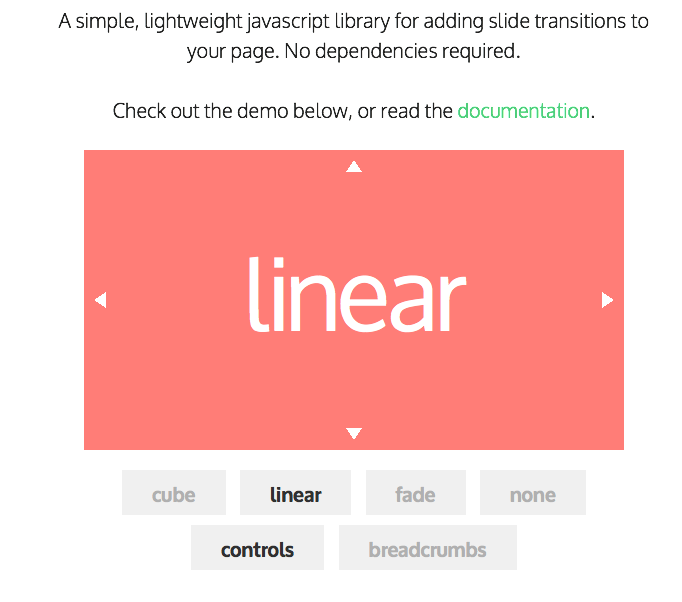 A simple, lightweight javascript library for adding slide transitions to
your page. No dependencies required.
Check out the demo below, or read the documentation.
linear
cube linear fade none
controls breadcrumbs